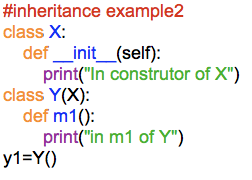 #inheritance example2
class X:
    def __init__(self):
        print("In construtor of X")
class Y(X):
    def m1():
        print("in m1 of Y")
y1=Y()